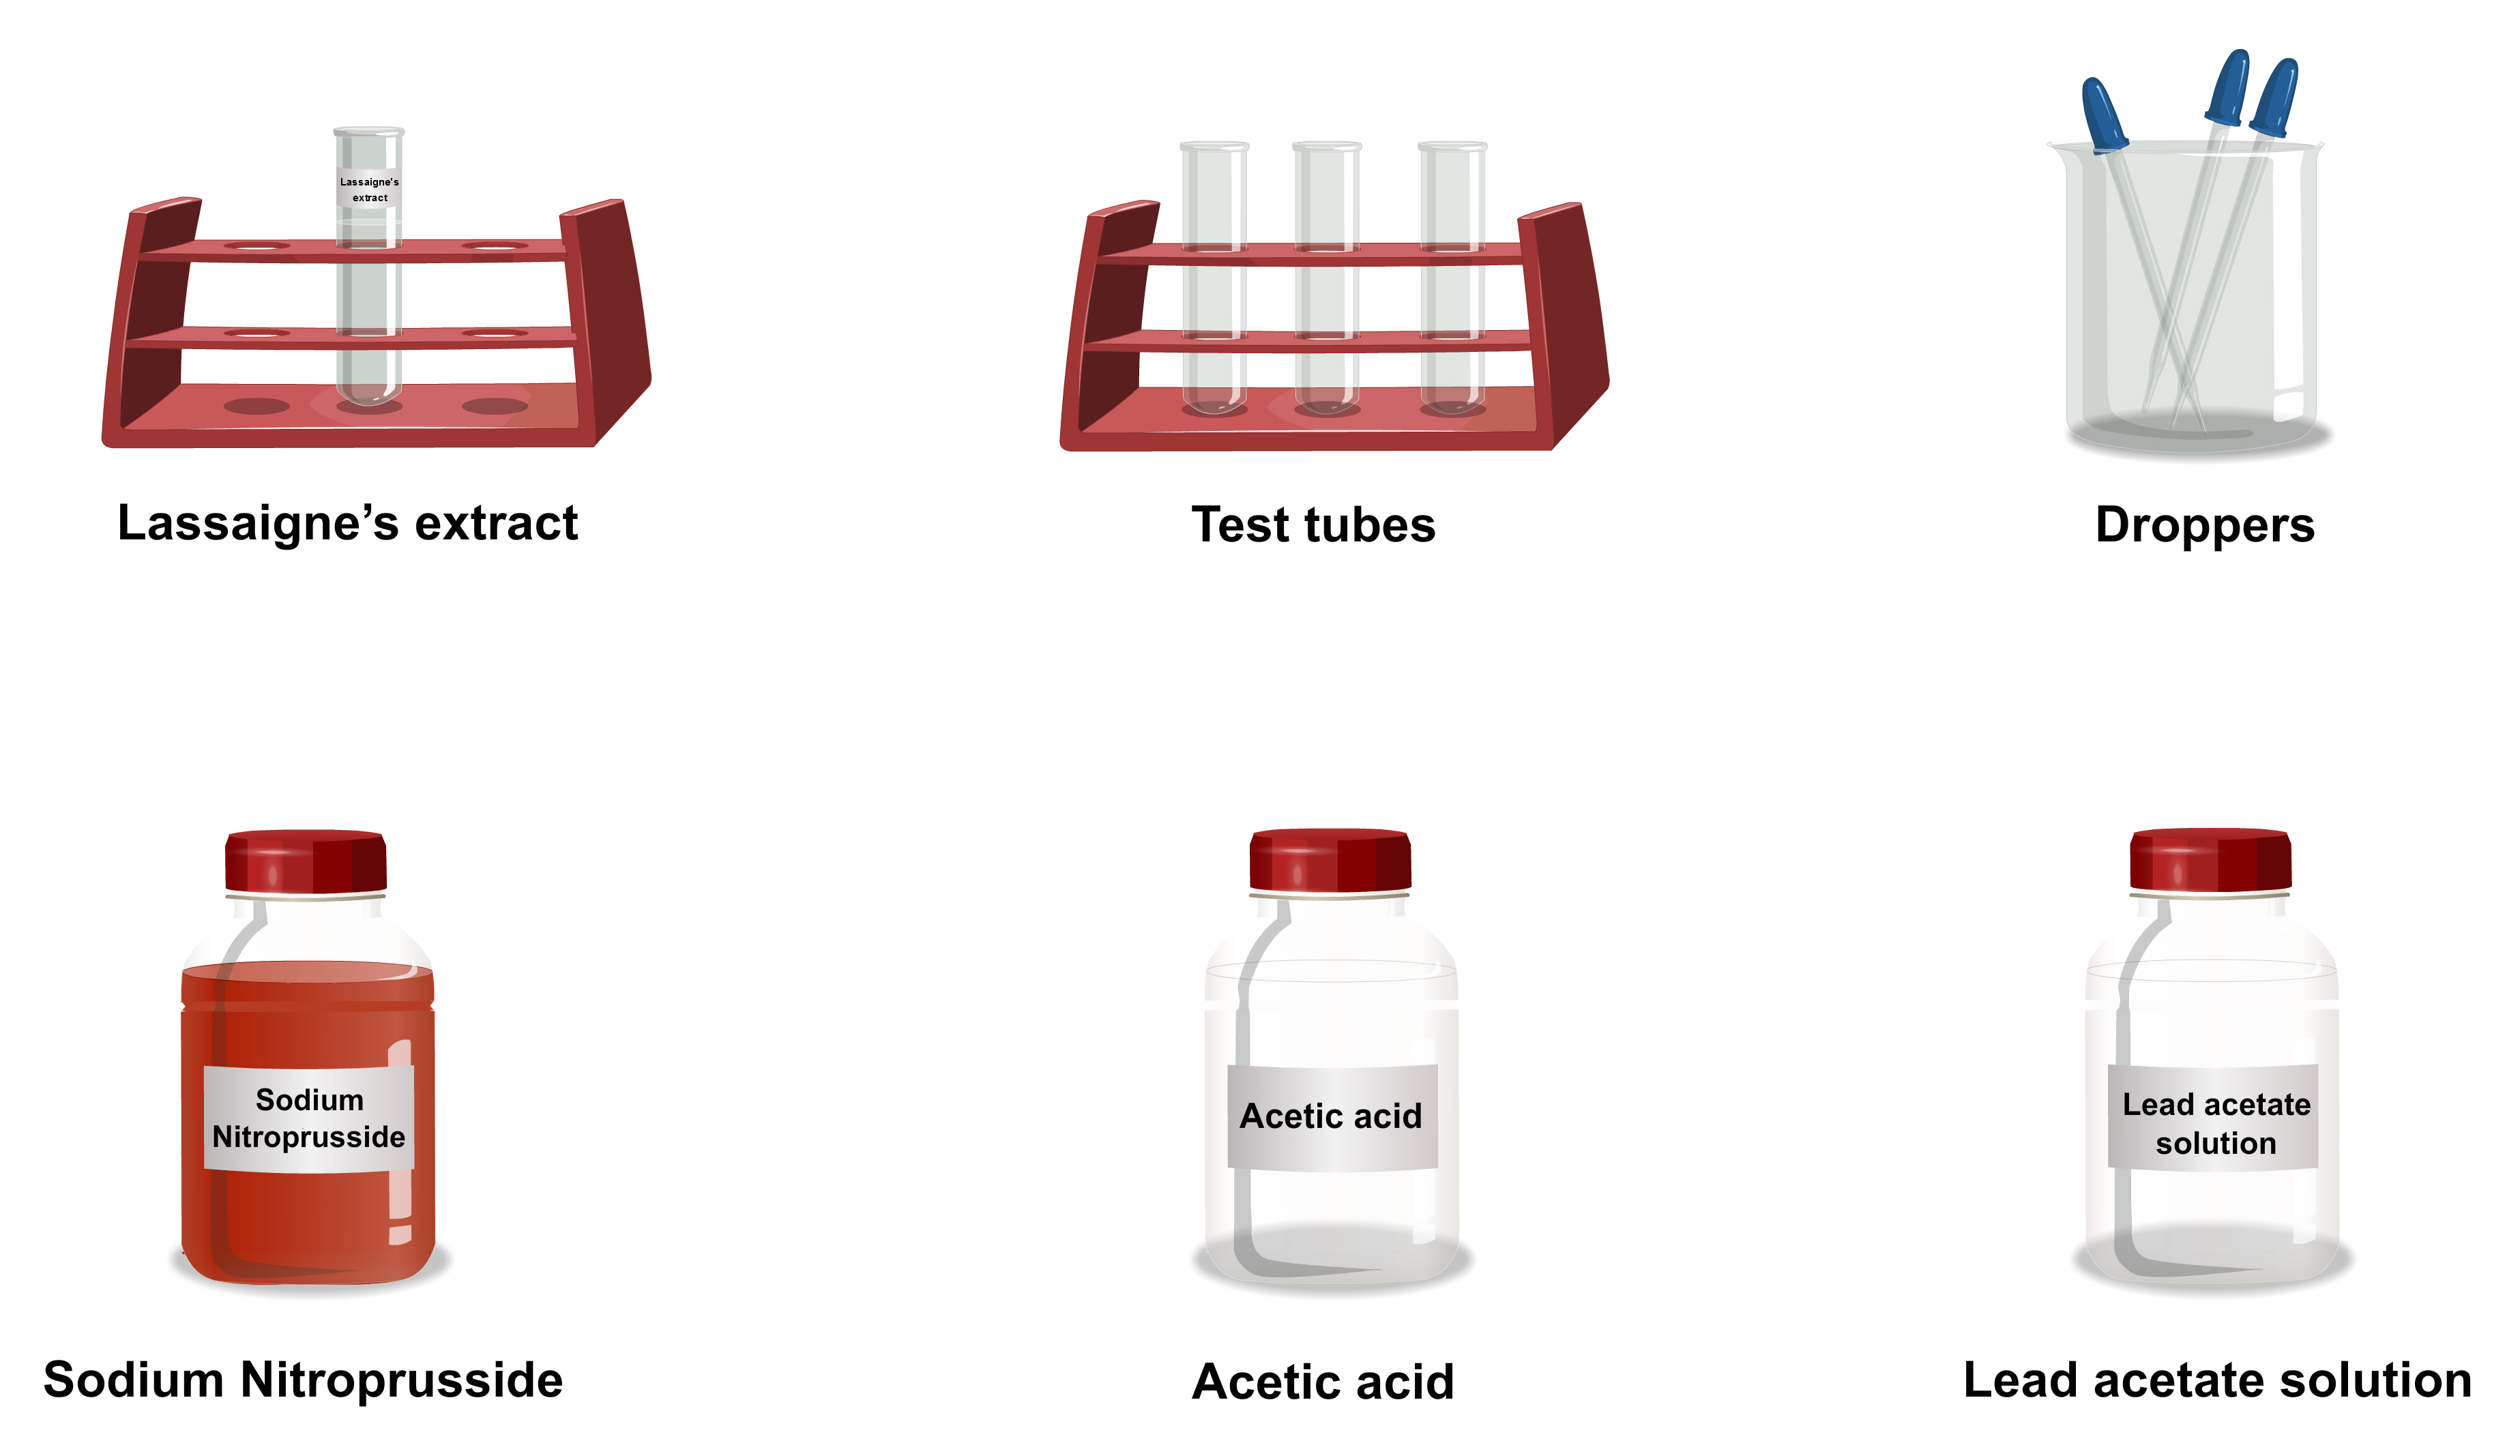 Lassaigne's
extract
Lassaigne’s extract
Test tubes
Droppers
Sodium
Nitroprusside
Acetic acid
Lead acetate
solution
Sodium Nitroprusside
Acetic acid
Lead acetate solution